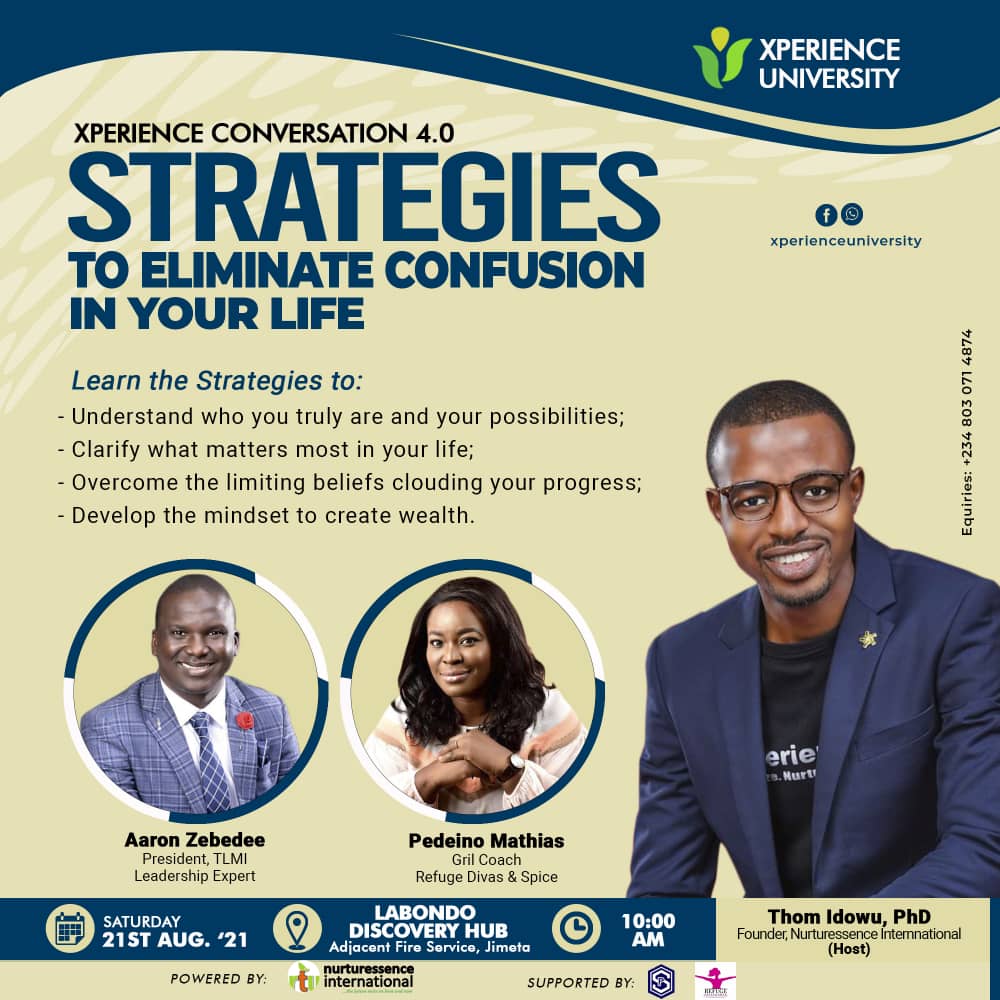 XPERIENCE
UNIVERSITY
XPERIENCE CONVERSATION 4.0
STRATEGIES
TO ELIMINATE CONFUSION
IN YOUR LIFE
xperienceuniversity
Learn the Strategies to:
- Understand who you truly are and your possibilities;
- Clarify what matters most in your life;
- Overcome the limiting beliefs clouding your progress;
- Develop the mindset to create wealth.
Equiries: +234 803 071 4874
Aaron Zebedee
President, TLMI
Leadership Expert
Pedeino Mathias
Gril Coach
Refuge Divas & Spice
Thom Idowu, PhD
Founder, Nurturessence International
(Host)
SATURDAY
21ST AUG. ‘21
LABONDO
DISCOVERY HUB
Adjacent Fire Service, Jimeta
10:00
AM
POWERED BY:
nurturessence
international
SUPPORTED BY:
REFUGE